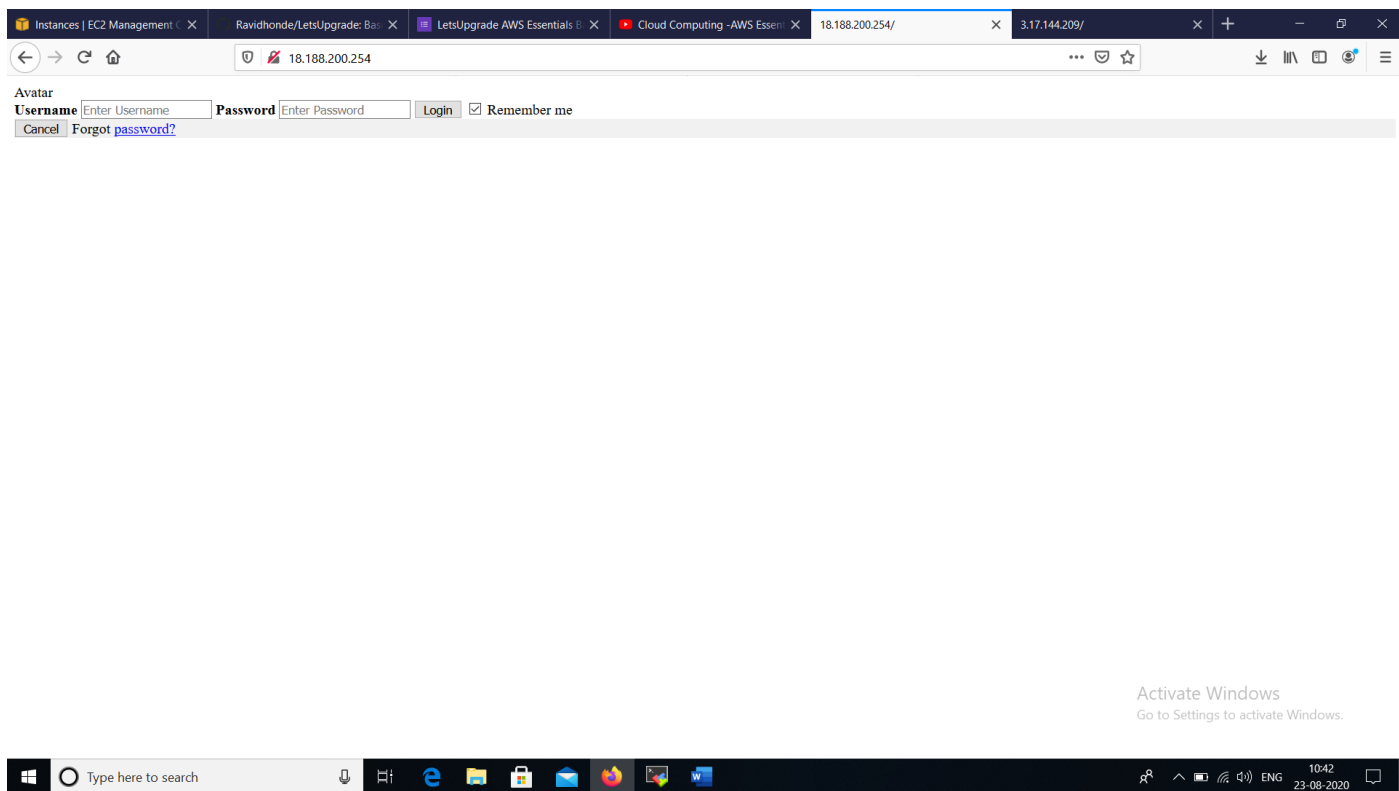 Instances | EC2 Management C
Ravidhonde/LetsUpgrade: Bas
LetsUpgrade AWS Essentials B
Cloud Computing -AWS Essent
18.188.200.254/
3.17.144.209/
18.188.200.254
Avatar
Username Enter Username Password Enter Password Login Remember me
Cancel Forgot password?
Activate Windows
Go to Settings to activate Windows.
Type here to search
ENG
10:42
23-08-2020